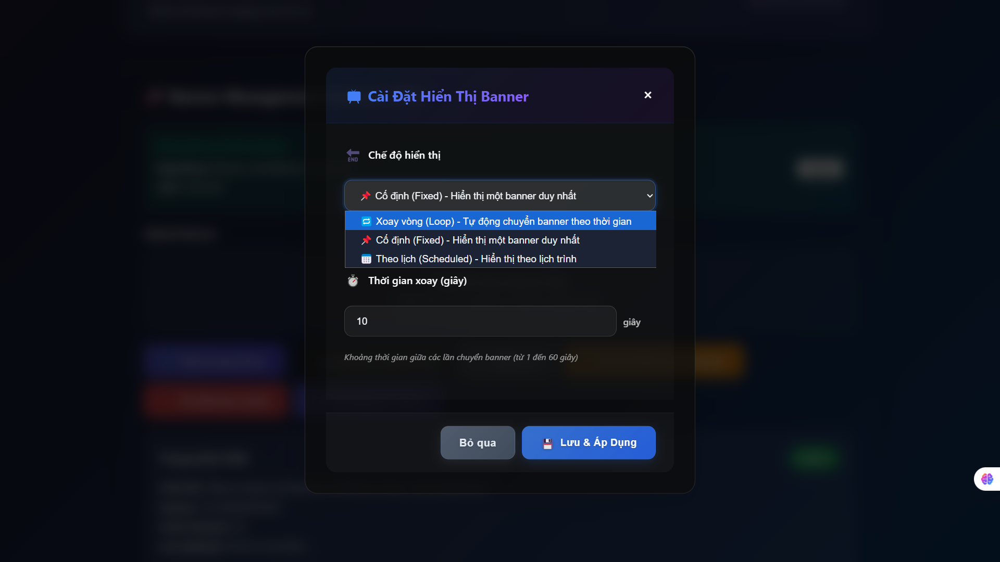 Cài Đặt Hiển Thị Banner
×
END
Chế độ hiển thị
Cố định (Fixed) - Hiển thị một banner duy nhất
Xoay vòng (Loop) - Tự động chuyển banner theo thời gian
Cố định (Fixed) - Hiển thị một banner duy nhất
Theo lịch (Scheduled) - Hiển thị theo lịch trình
Thời gian xoay (giây)
10
giây
Khoảng thời gian giữa các lần chuyển banner (từ 1 đến 60 giây)
Bỏ qua
Lưu & Áp Dụng